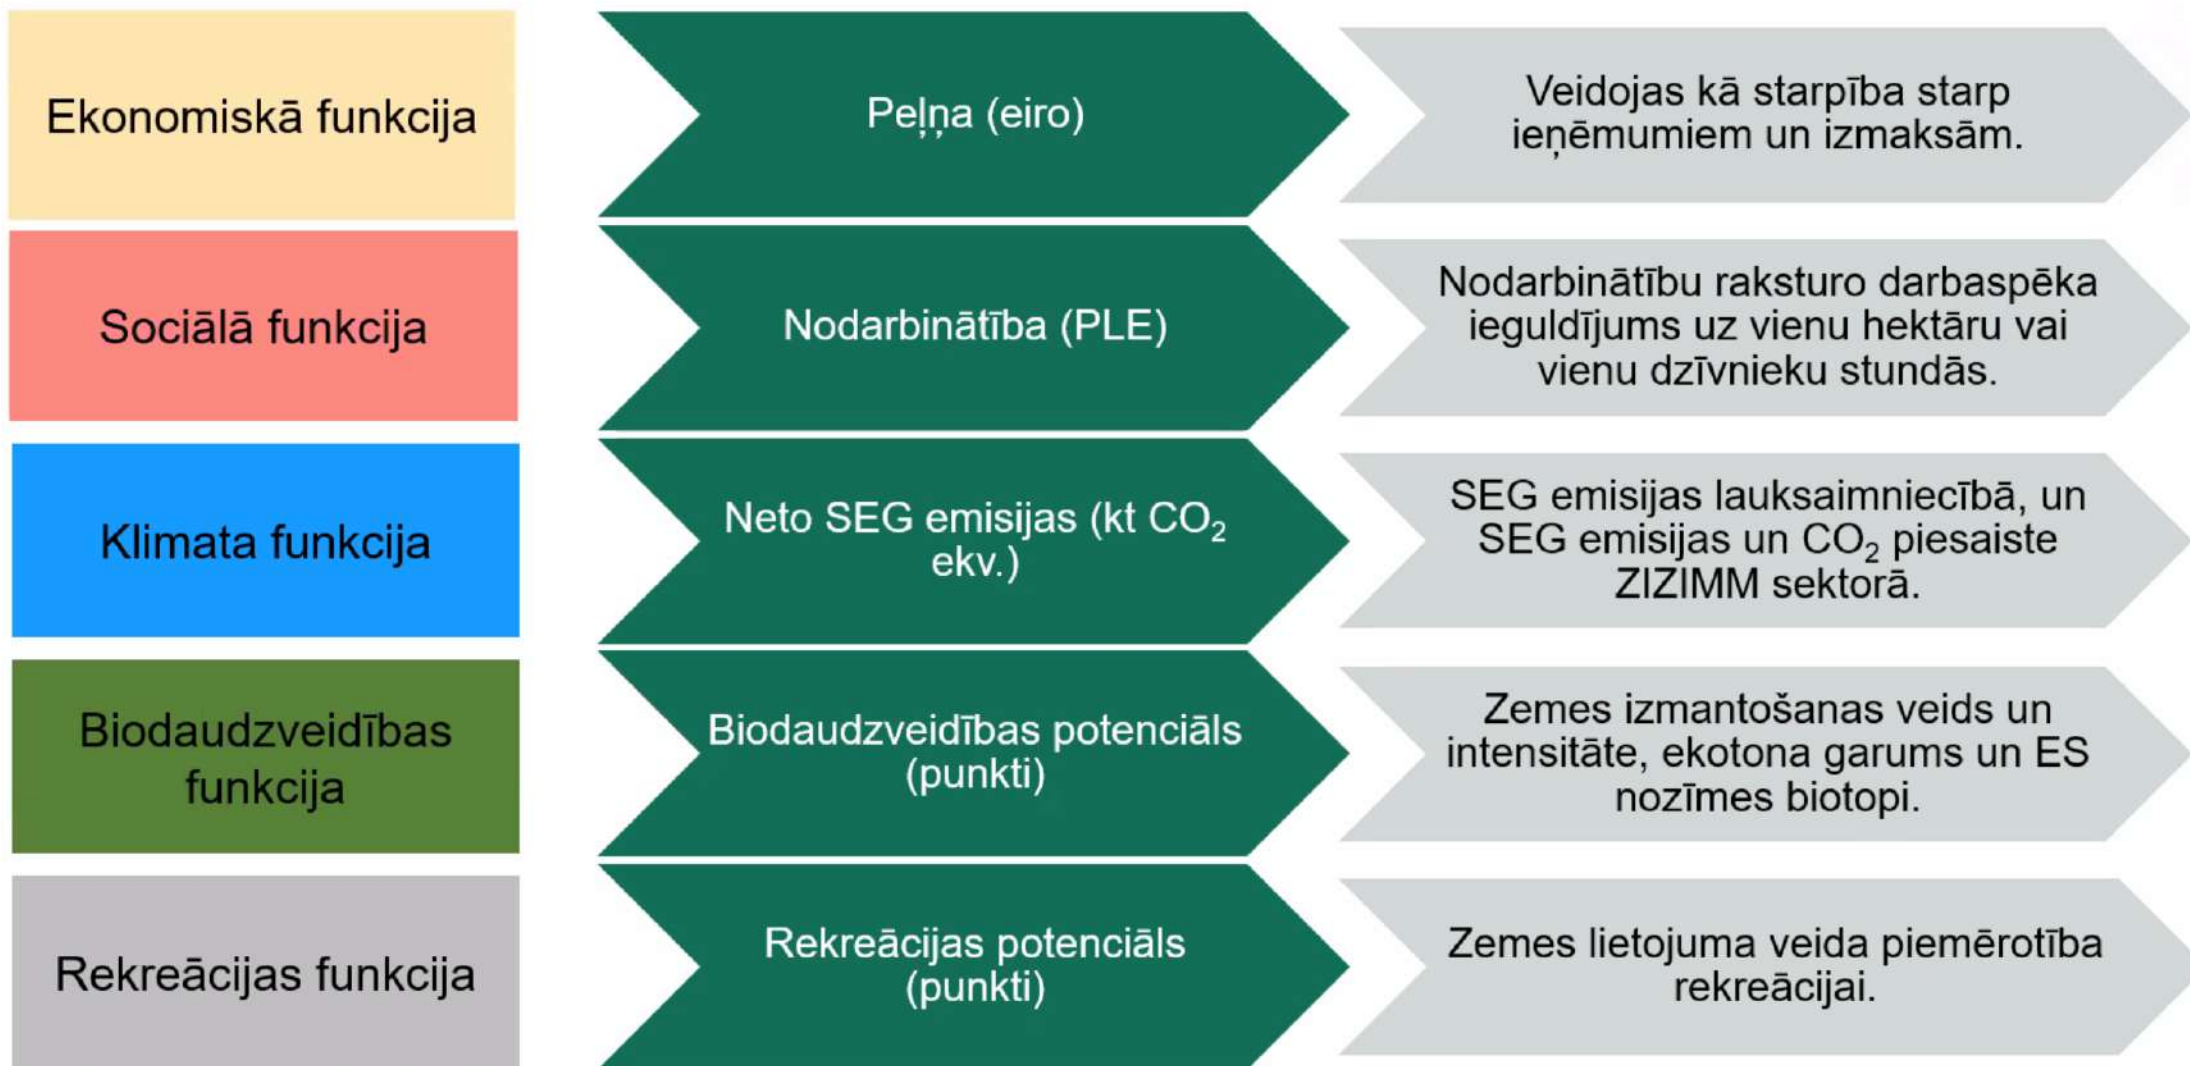 Ekonomiskā funkcija
Peļņa (eiro)
Veidojas kā starpība starp
ieņēmumiem un izmaksām.
Sociālā funkcija
Nodarbinātība (PLE)
Nodarbinātību raksturo darbaspēka
ieguldījums uz vienu hektāru vai
vienu dzīvnieku stundās.
Klimata funkcija
Neto SEG emisijas (kt CO₂
ekv.)
SEG emisijas lauksaimniecībā, un
SEG emisijas un CO₂ piesaiste
ZIZIMM sektorā.
Biodaudzveidības
funkcija
Biodaudzveidības potenciāls
(punkti)
Zemes izmantošanas veids un
intensitāte, ekotona garums un ES
nozīmes biotopi.
Rekreācijas funkcija
Rekreācijas potenciāls
(punkti)
Zemes lietojuma veida piemērotība
rekreācijai.